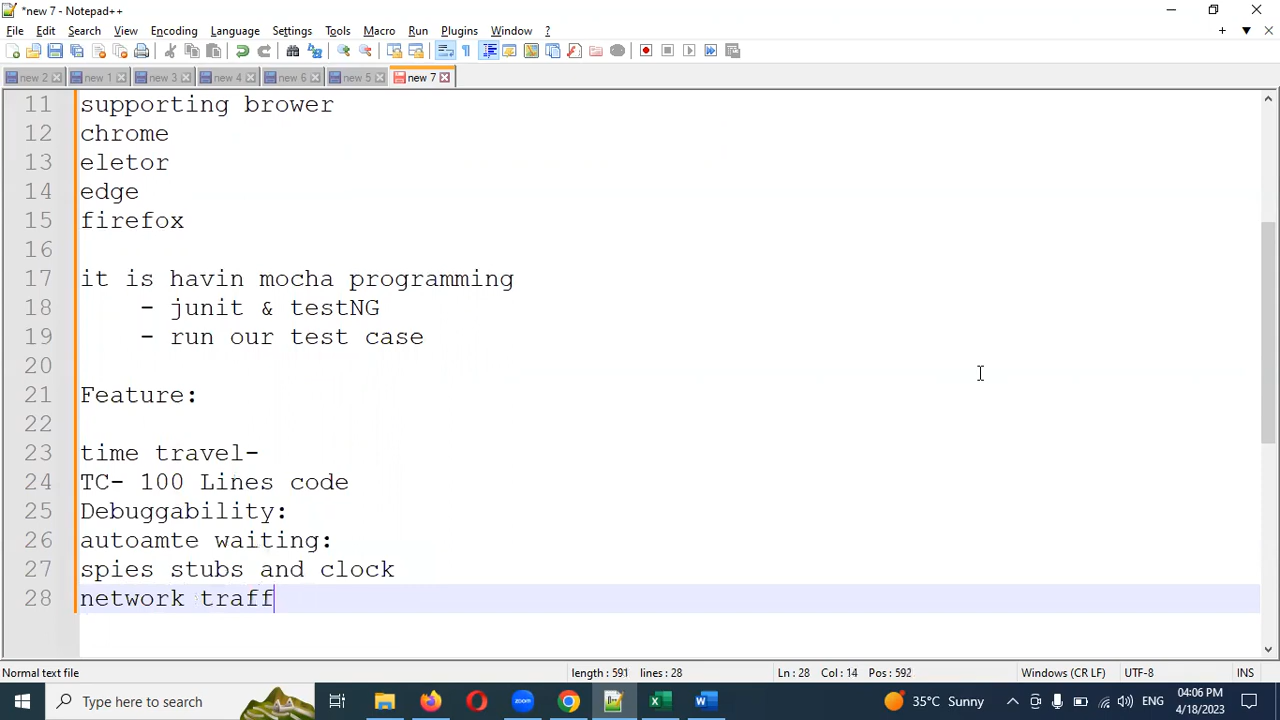 *new 7 - Notepad++
File Edit Search View Encoding Language Settings Tools Macro Run Plugins Window ?
new 2 new 1 new 3 new 4 new 6 new 5 new 7
11 supporting brower
12 chrome
13 eletor
14 edge
15 firefox
16
17 it is havin mocha programming
18 - junit & testNG
19 - run our test case
20
21 Feature:
22
23 time travel-
24 TC- 100 Lines code
25 Debuggability:
26 autoamte waiting:
27 spies stubs and clock
28 network traff
Normal text file length : 591 lines : 28 Ln : 28 Col : 14 Pos : 592 Windows (CR LF) UTF-8 INS
Type here to search 35°C Sunny ENG 04:06 PM
4/18/2023